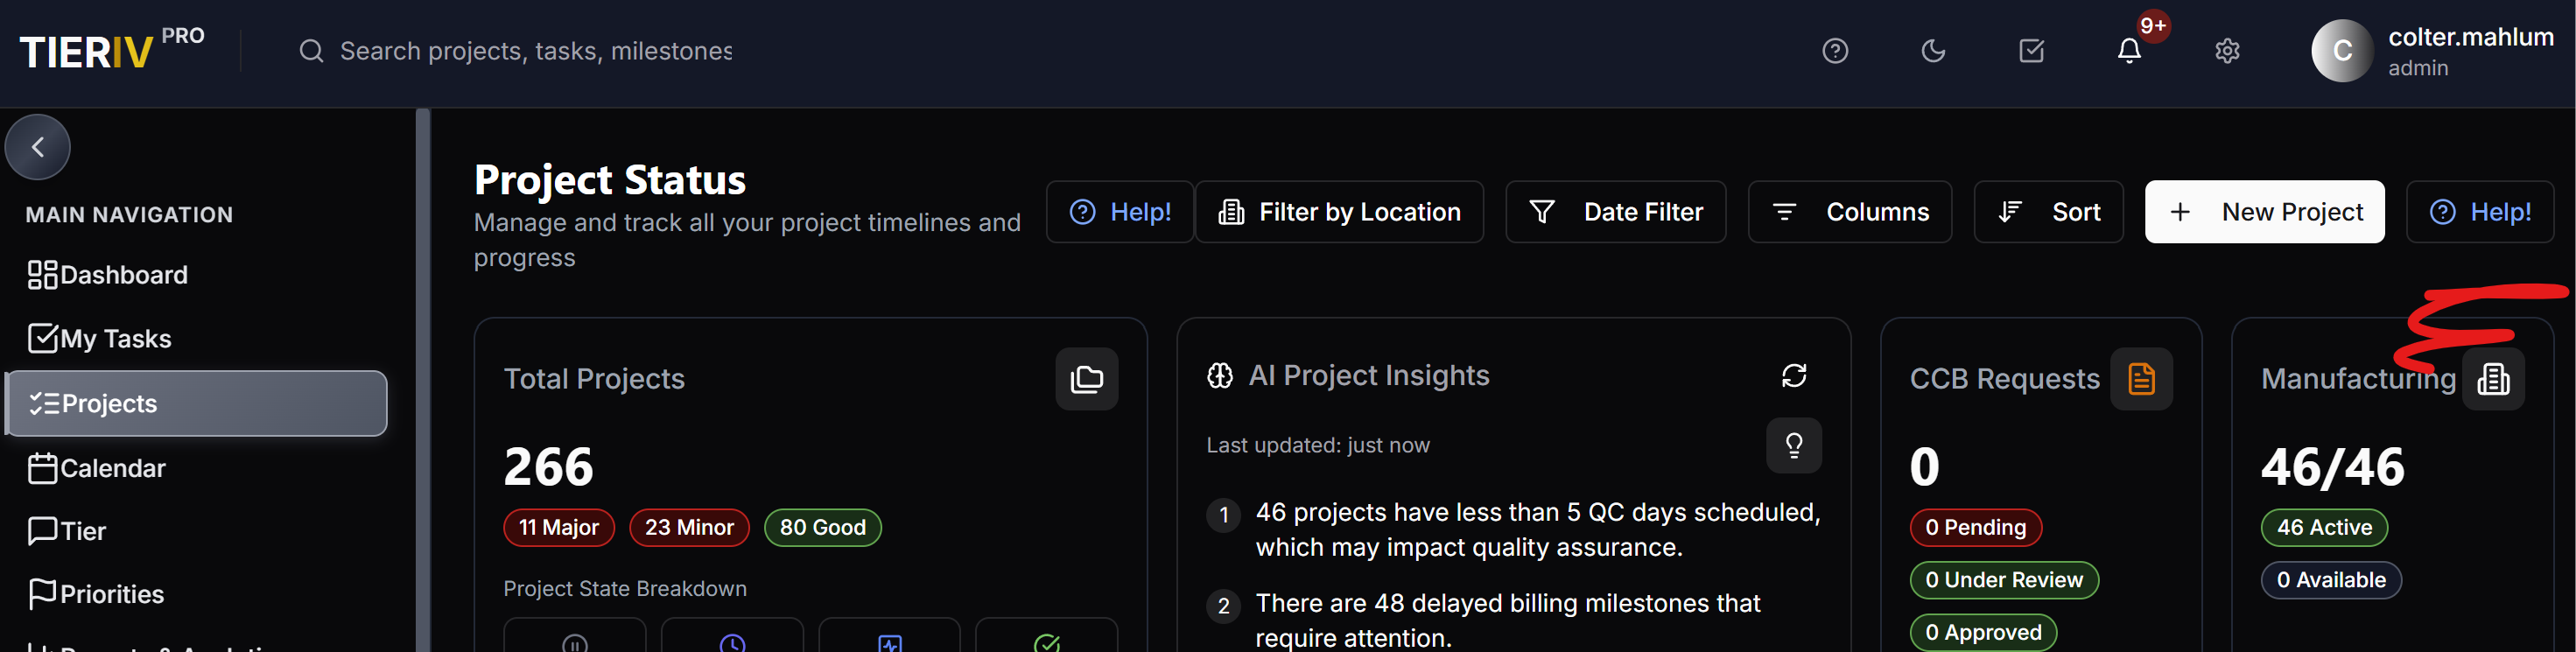 TIERIV PRO
Search projects, tasks, milestones
9+
C
colter.mahlum
admin
MAIN NAVIGATION
Dashboard
My Tasks
Projects
Calendar
Tier
Priorities
Project Status
Manage and track all your project timelines and
progress
Help!
Filter by Location
Date Filter
Columns
Sort
New Project
Help!
Total Projects
266
11 Major
23 Minor
80 Good
Project State Breakdown
AI Project Insights
Last updated: just now
1 46 projects have less than 5 QC days scheduled,
which may impact quality assurance.
2 There are 48 delayed billing milestones that
require attention.
CCB Requests
0
0 Pending
0 Under Review
0 Approved
Manufacturing
46/46
46 Active
0 Available